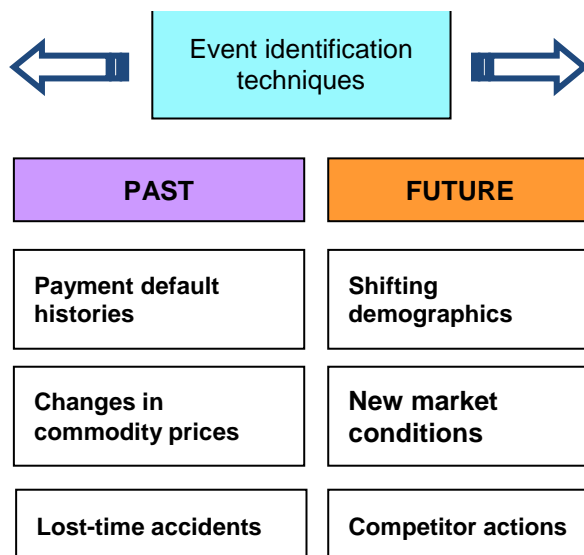 Event identification
techniques
PAST
FUTURE
Payment default
histories
Shifting
demographics
Changes in
commodity prices
New market
conditions
Lost-time accidents
Competitor actions